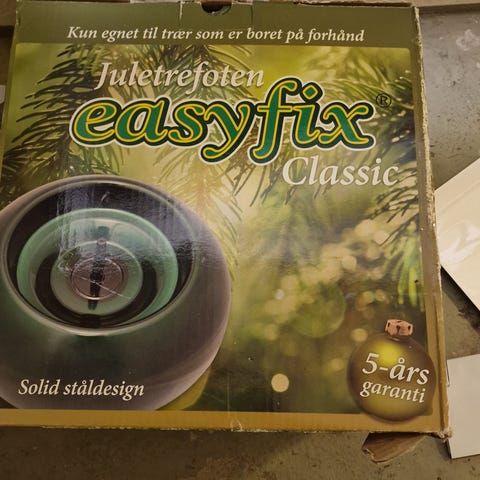 Kun egnet til trær som er boret på forhånd
Juletrefoten
easyfix®
Classic
Solid ståldesign
5-års
garanti